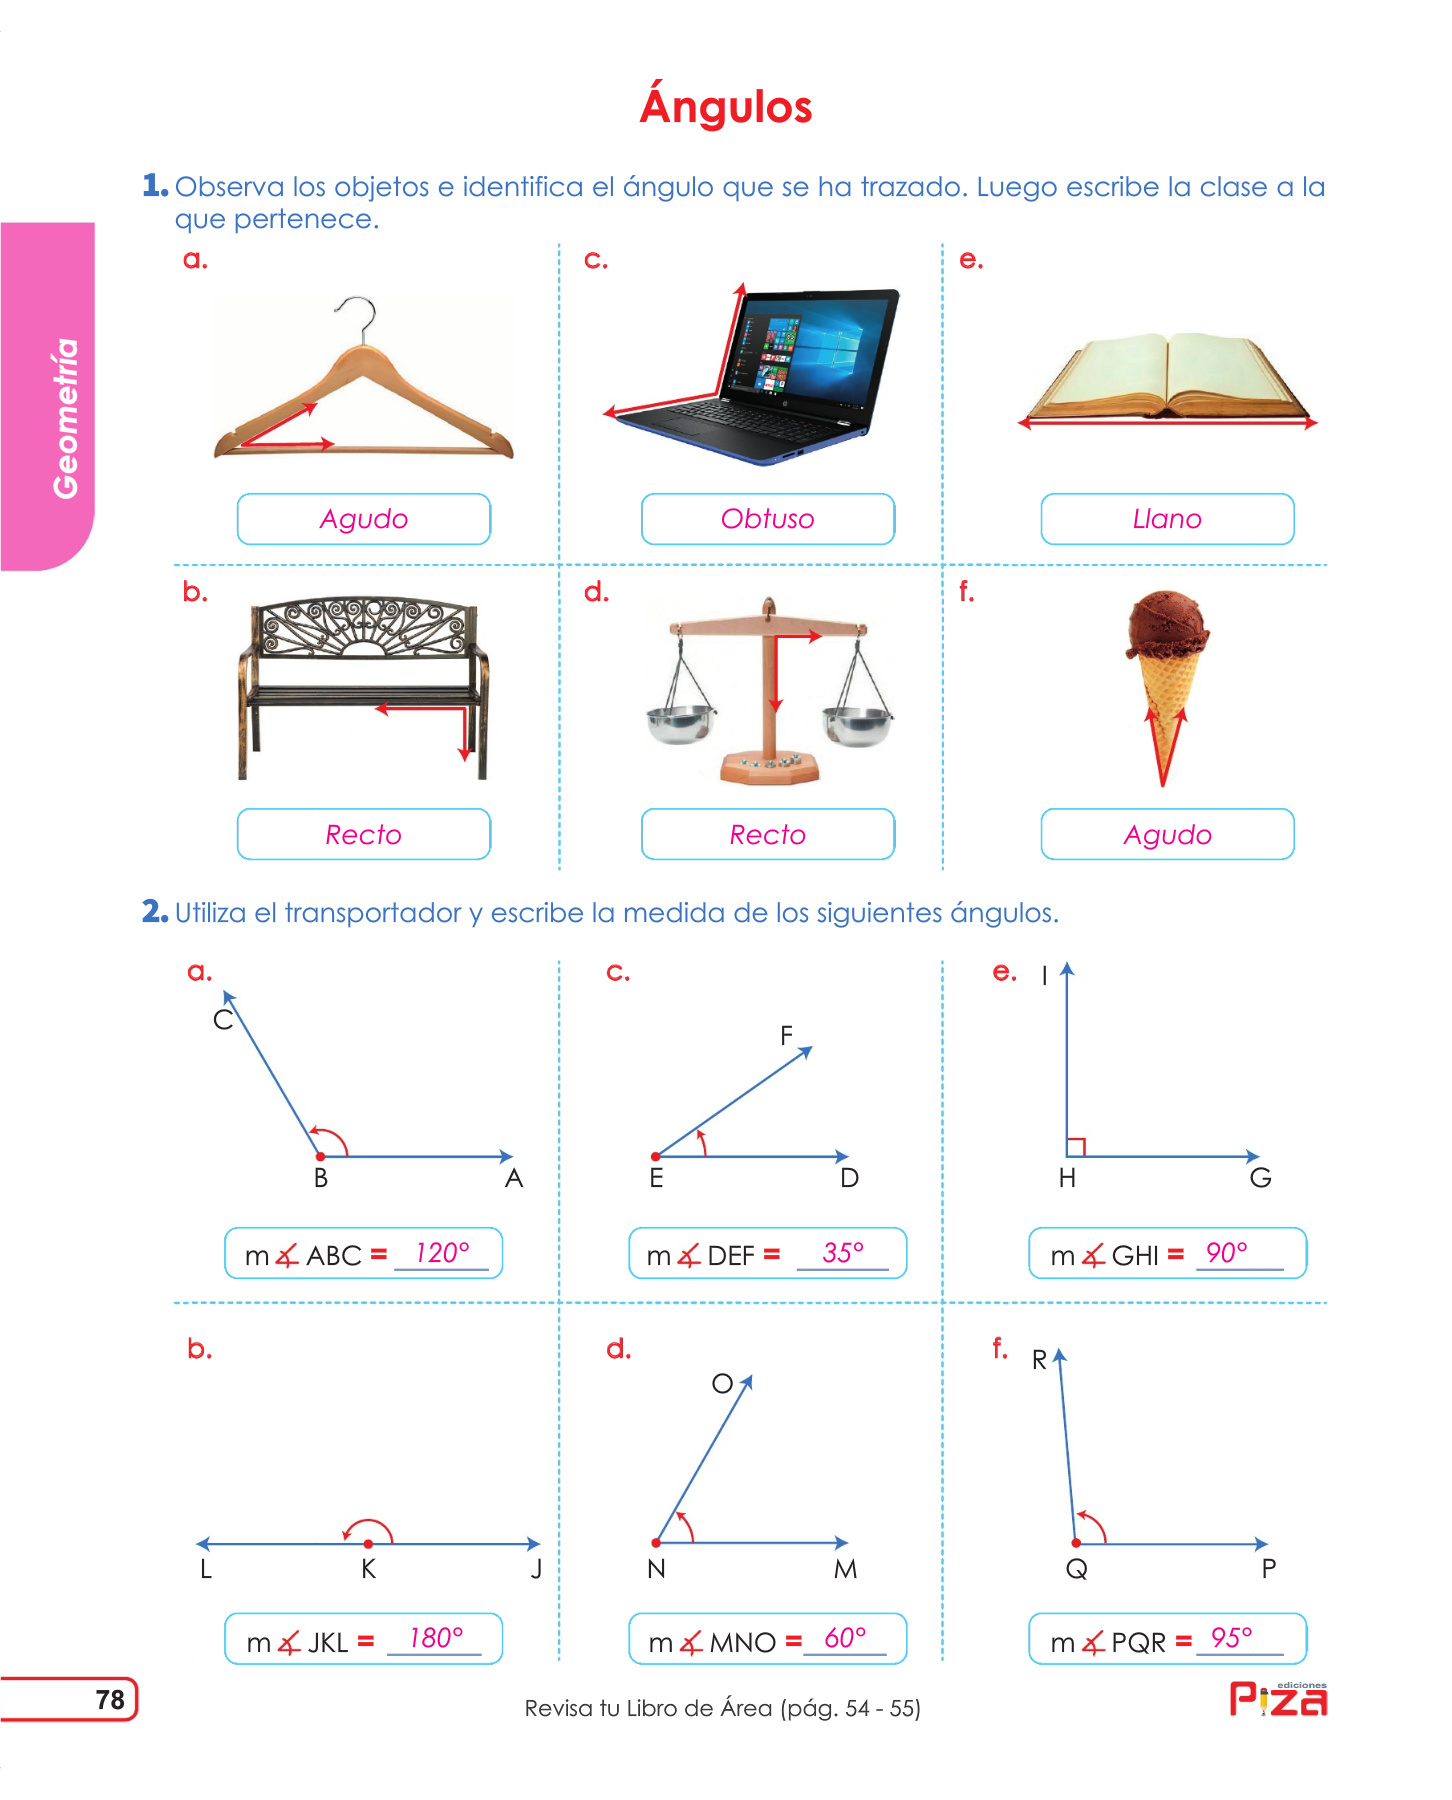 Ángulos
Geometría
1. Observa los objetos e identifica el ángulo que se ha trazado. Luego escribe la clase a la
que pertenece.
a.
c.
e.
Agudo
Obtuso
Llano
b.
d.
f.
Recto
Recto
Agudo
2. Utiliza el transportador y escribe la medida de los siguientes ángulos.
a.
C
B
A
m∡ ABC = 120°
c.
F
E
D
m∡ DEF = 35°
e.
I
H
G
m∡ GHI = 90°
b.
L
K
J
m∡ JKL = 180°
d.
O
N
M
m∡ MNO = 60°
f.
R
Q
P
m∡ PQR = 95°
78
Revisa tu Libro de Área (pág. 54 - 55)
ediciones
Piza